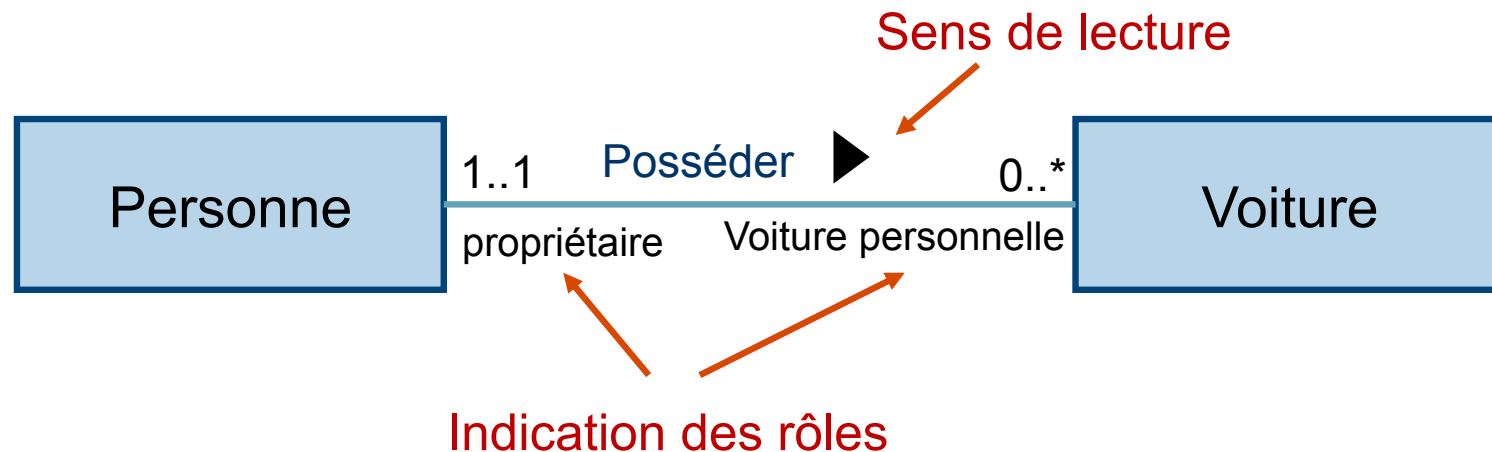 Sens de lecture
Personne
1..1
Posséder
0..*
propriétaire
Voiture personnelle
Voiture
Indication des rôles